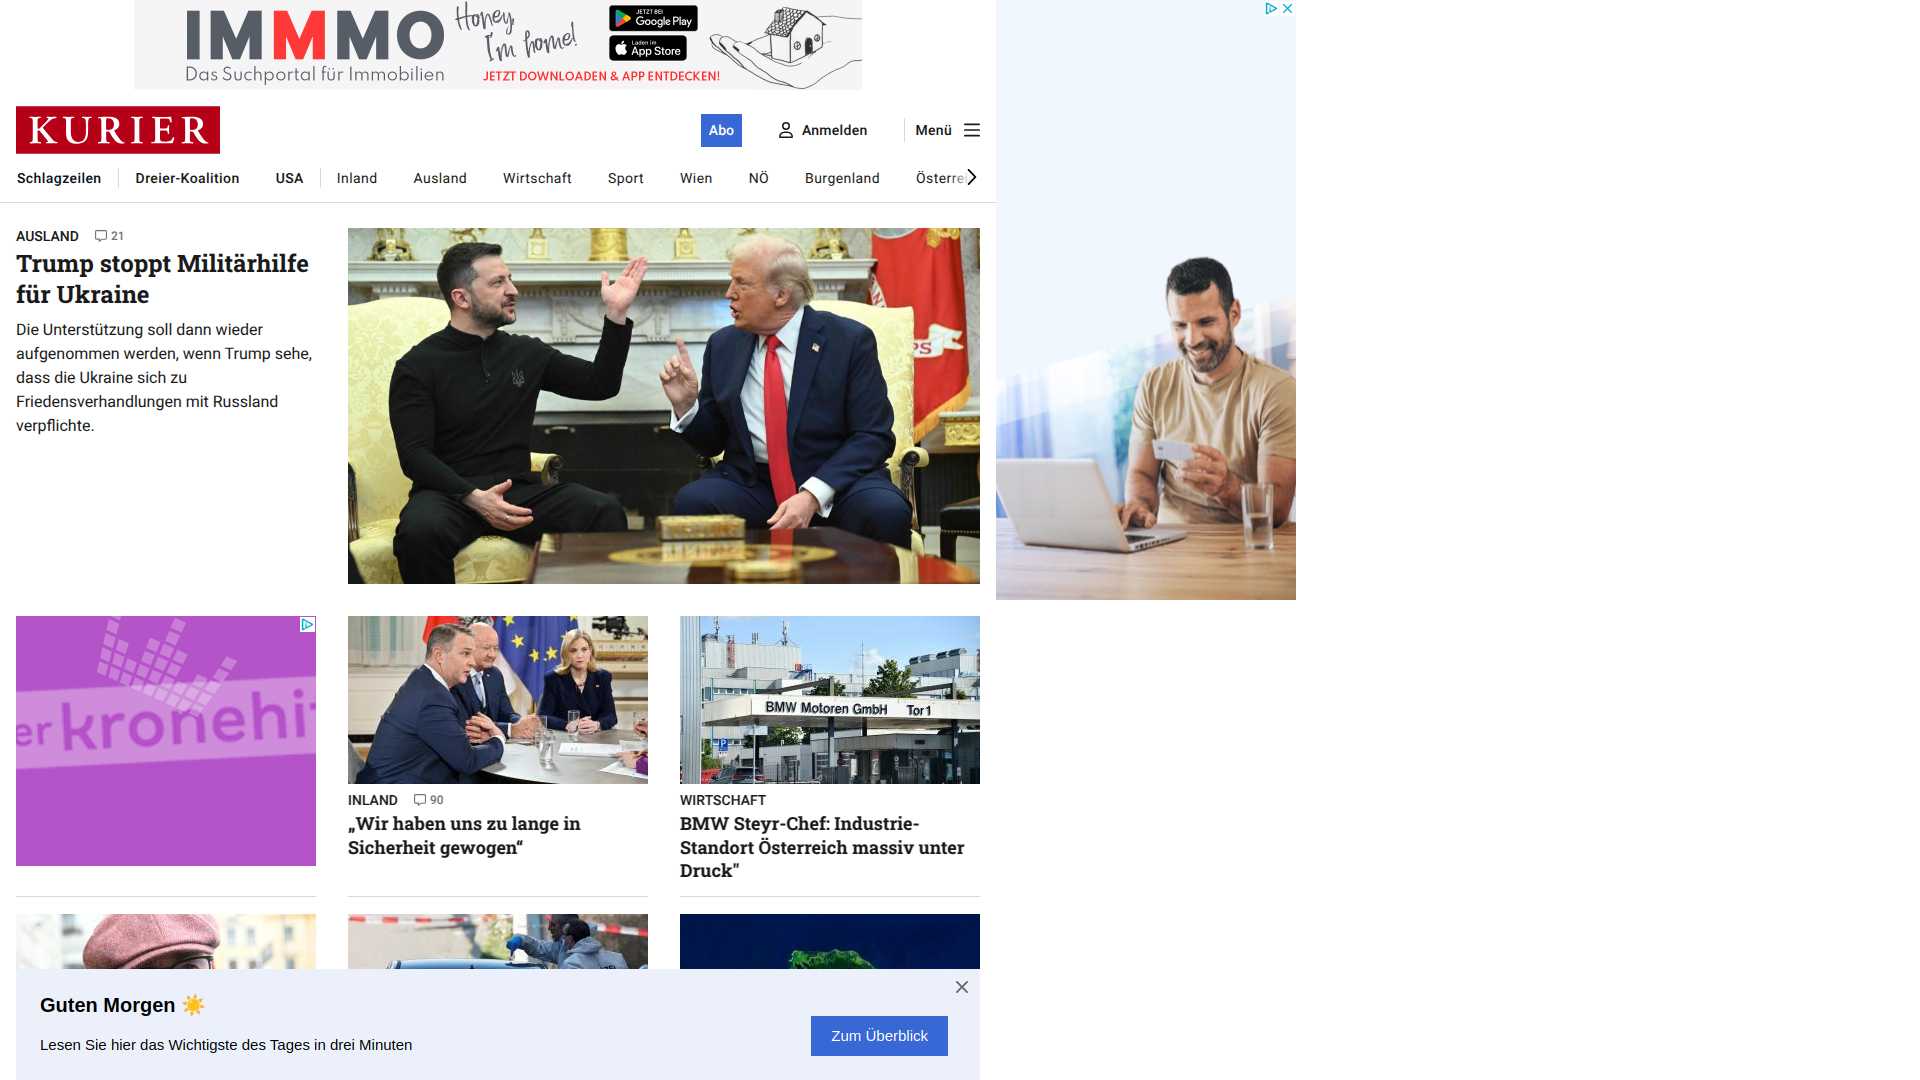 IMMMO
Das Suchportal für Immobilien
Honey,
I'm home!
JETZT BEI
Google Play
Laden im
App Store
JETZT DOWNLOADEN & APP ENTDECKEN!
KURIER
Abo
Anmelden
Menü
Schlagzeilen
Dreier-Koalition
USA
Inland
Ausland
Wirtschaft
Sport
Wien
NÖ
Burgenland
Österrei
AUSLAND 21
Trump stoppt Militärhilfe
für Ukraine
Die Unterstützung soll dann wieder
aufgenommen werden, wenn Trump sehe,
dass die Ukraine sich zu
Friedensverhandlungen mit Russland
verpflichte.
PS
er kronehit
BMW Motoren GmbH Tor 1
P
INLAND 90
„Wir haben uns zu lange in
Sicherheit gewogen“
WIRTSCHAFT
BMW Steyr-Chef: Industrie-
Standort Österreich massiv unter
Druck"
Guten Morgen ☀️
Lesen Sie hier das Wichtigste des Tages in drei Minuten
Zum Überblick